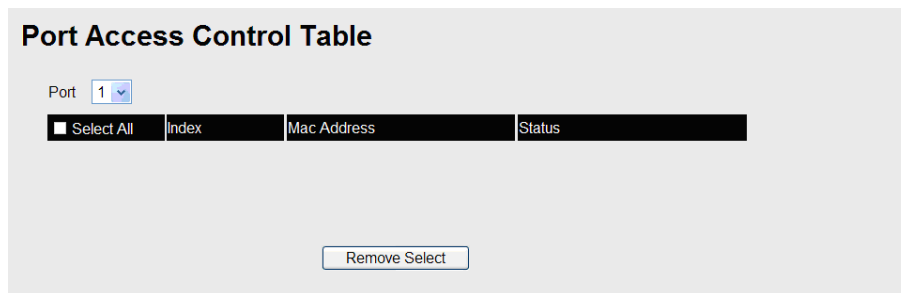 Port Access Control Table
Port 1
Select All Index Mac Address Status
Remove Select